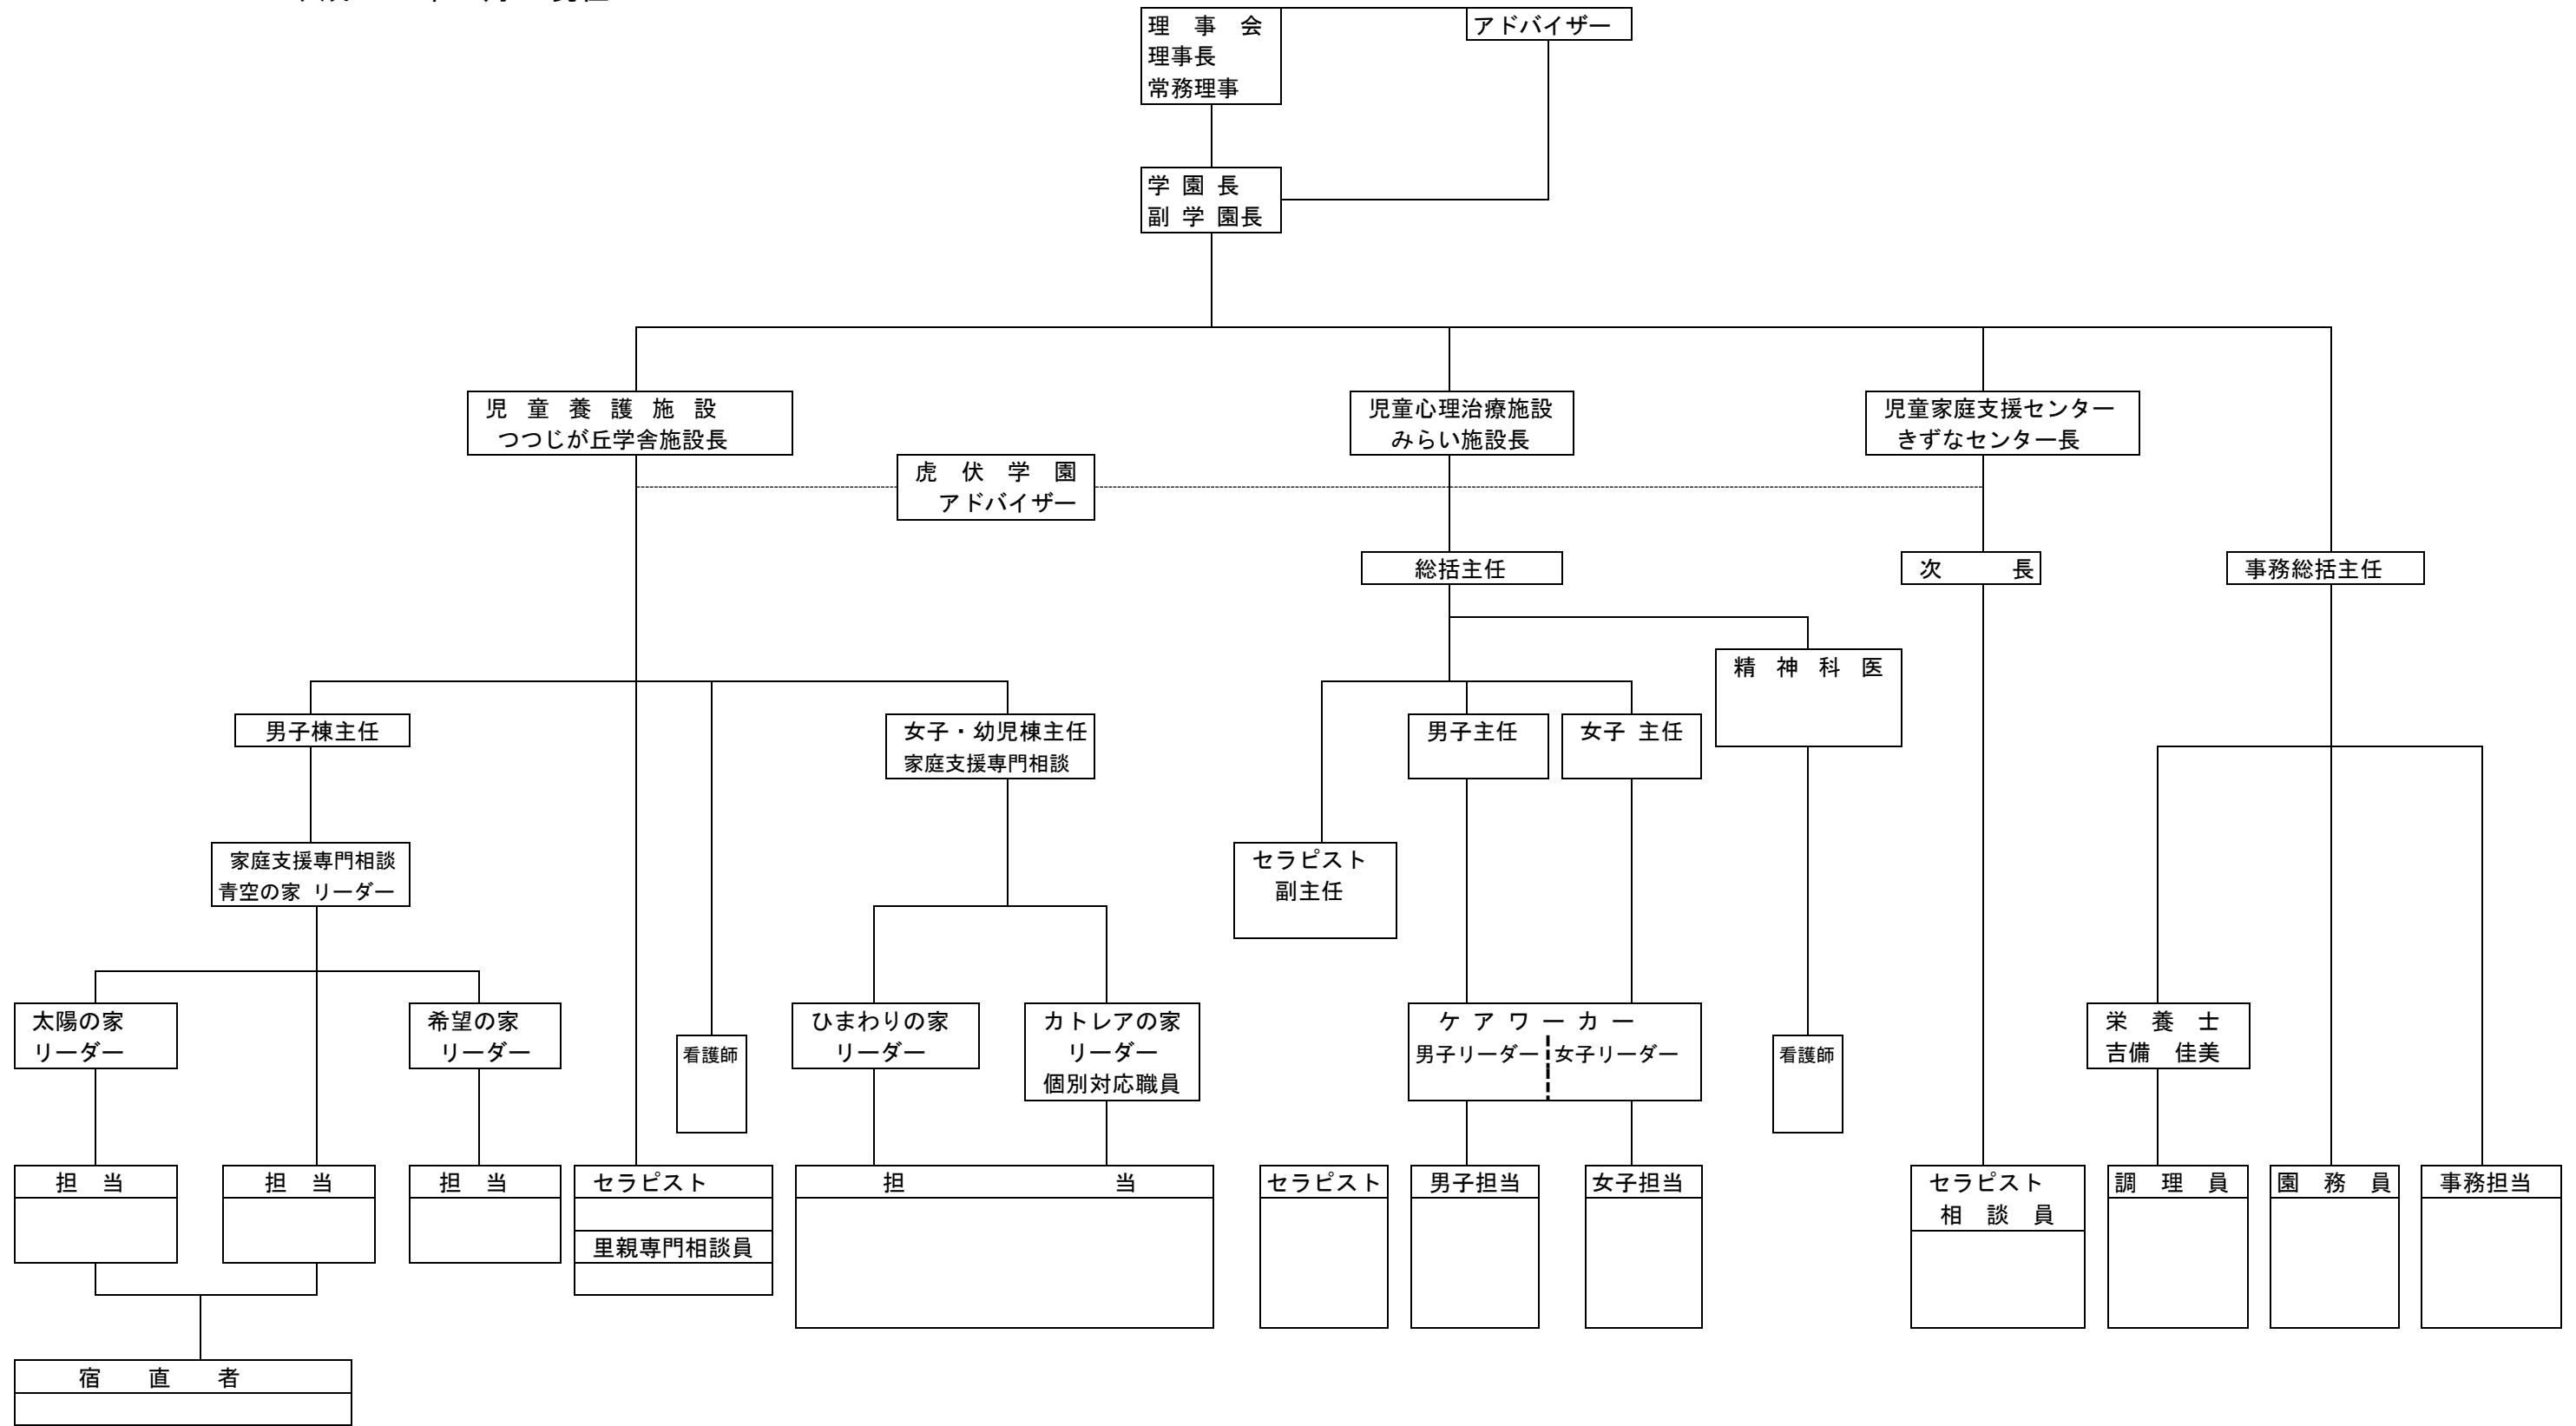 理　事　会
理事長
常務理事
アドバイザー
学 園 長
副 学 園長
児 童 養 護 施 設
つつじが丘学舎施設長
児童心理治療施設
みらい施設長
児童家庭支援センター
きずなセンター長
虎　伏　学　園
アドバイザー
総括主任
次　　　長
事務総括主任
精 神 科 医
男子棟主任
女子・幼児棟主任
家庭支援専門相談
男子主任
女子 主任
家庭支援専門相談
青空の家 リーダー
セラピスト
副主任
太陽の家
リーダー
希望の家
リーダー
看護師
ひまわりの家
リーダー
カトレアの家
リーダー
個別対応職員
ケ ア ワ ー カ ー
男子リーダー
女子リーダー
看護師
栄　養　士
吉備　佳美
担　当
担　当
担　当
セラピスト
里親専門相談員
担　　　　　　　　　当
セラピスト
男子担当
女子担当
セラピスト
相　談　員
調　理　員
園　務　員
事務担当
宿　　直　　者